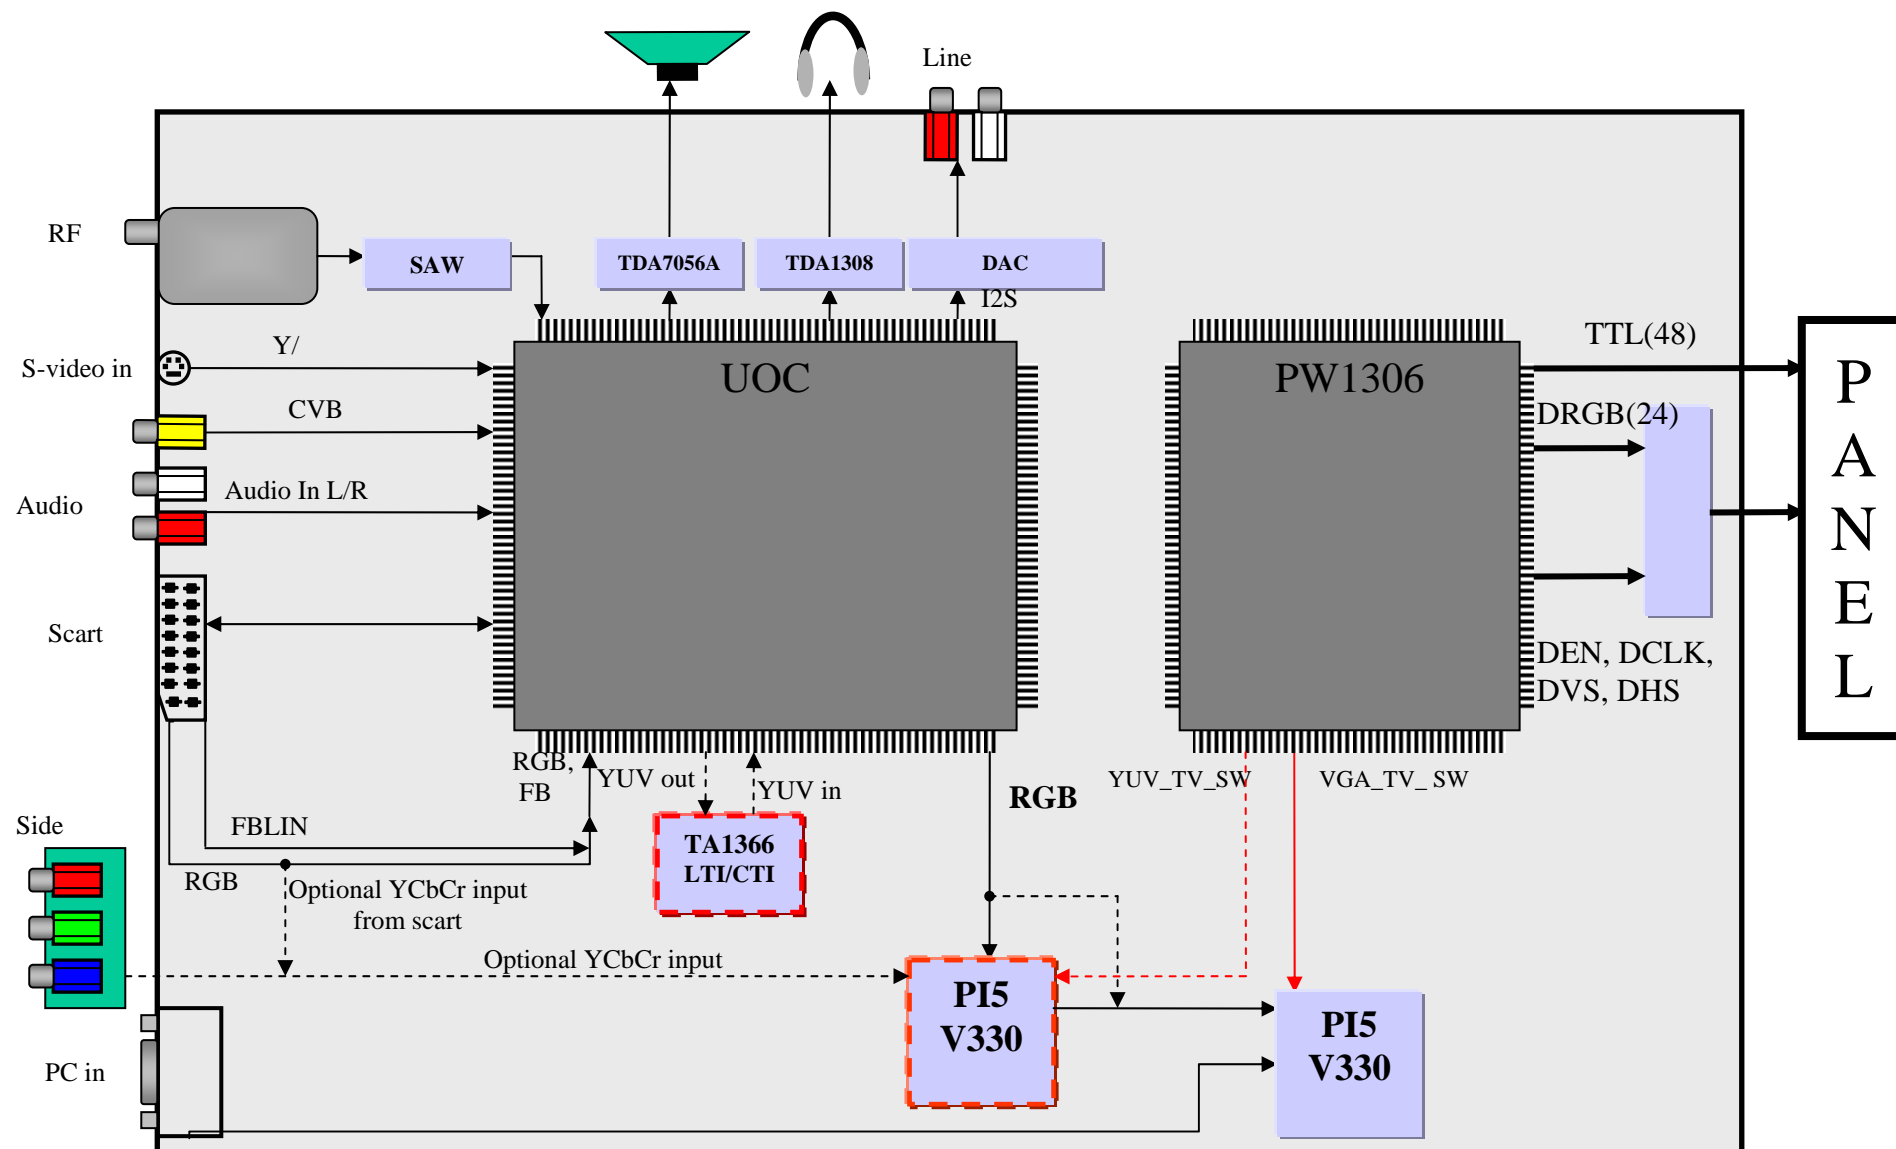 Line
RF
SAW
TDA7056A
TDA1308
DAC
I2S
S-video in
Y/
CVB
UOC
PW1306
TTL(48)
DRGB(24)
Audio
Audio In L/R
Scart
DEN, DCLK,
DVS, DHS
P
A
N
E
L
RGB,
FB
YUV out
YUV in
RGB
YUV_TV_SW
VGA_TV_ SW
Side
FBLIN
RGB
TA1366
LTI/CTI
Optional YCbCr input
from scart
Optional YCbCr input
PI5
V330
PI5
V330
PC in